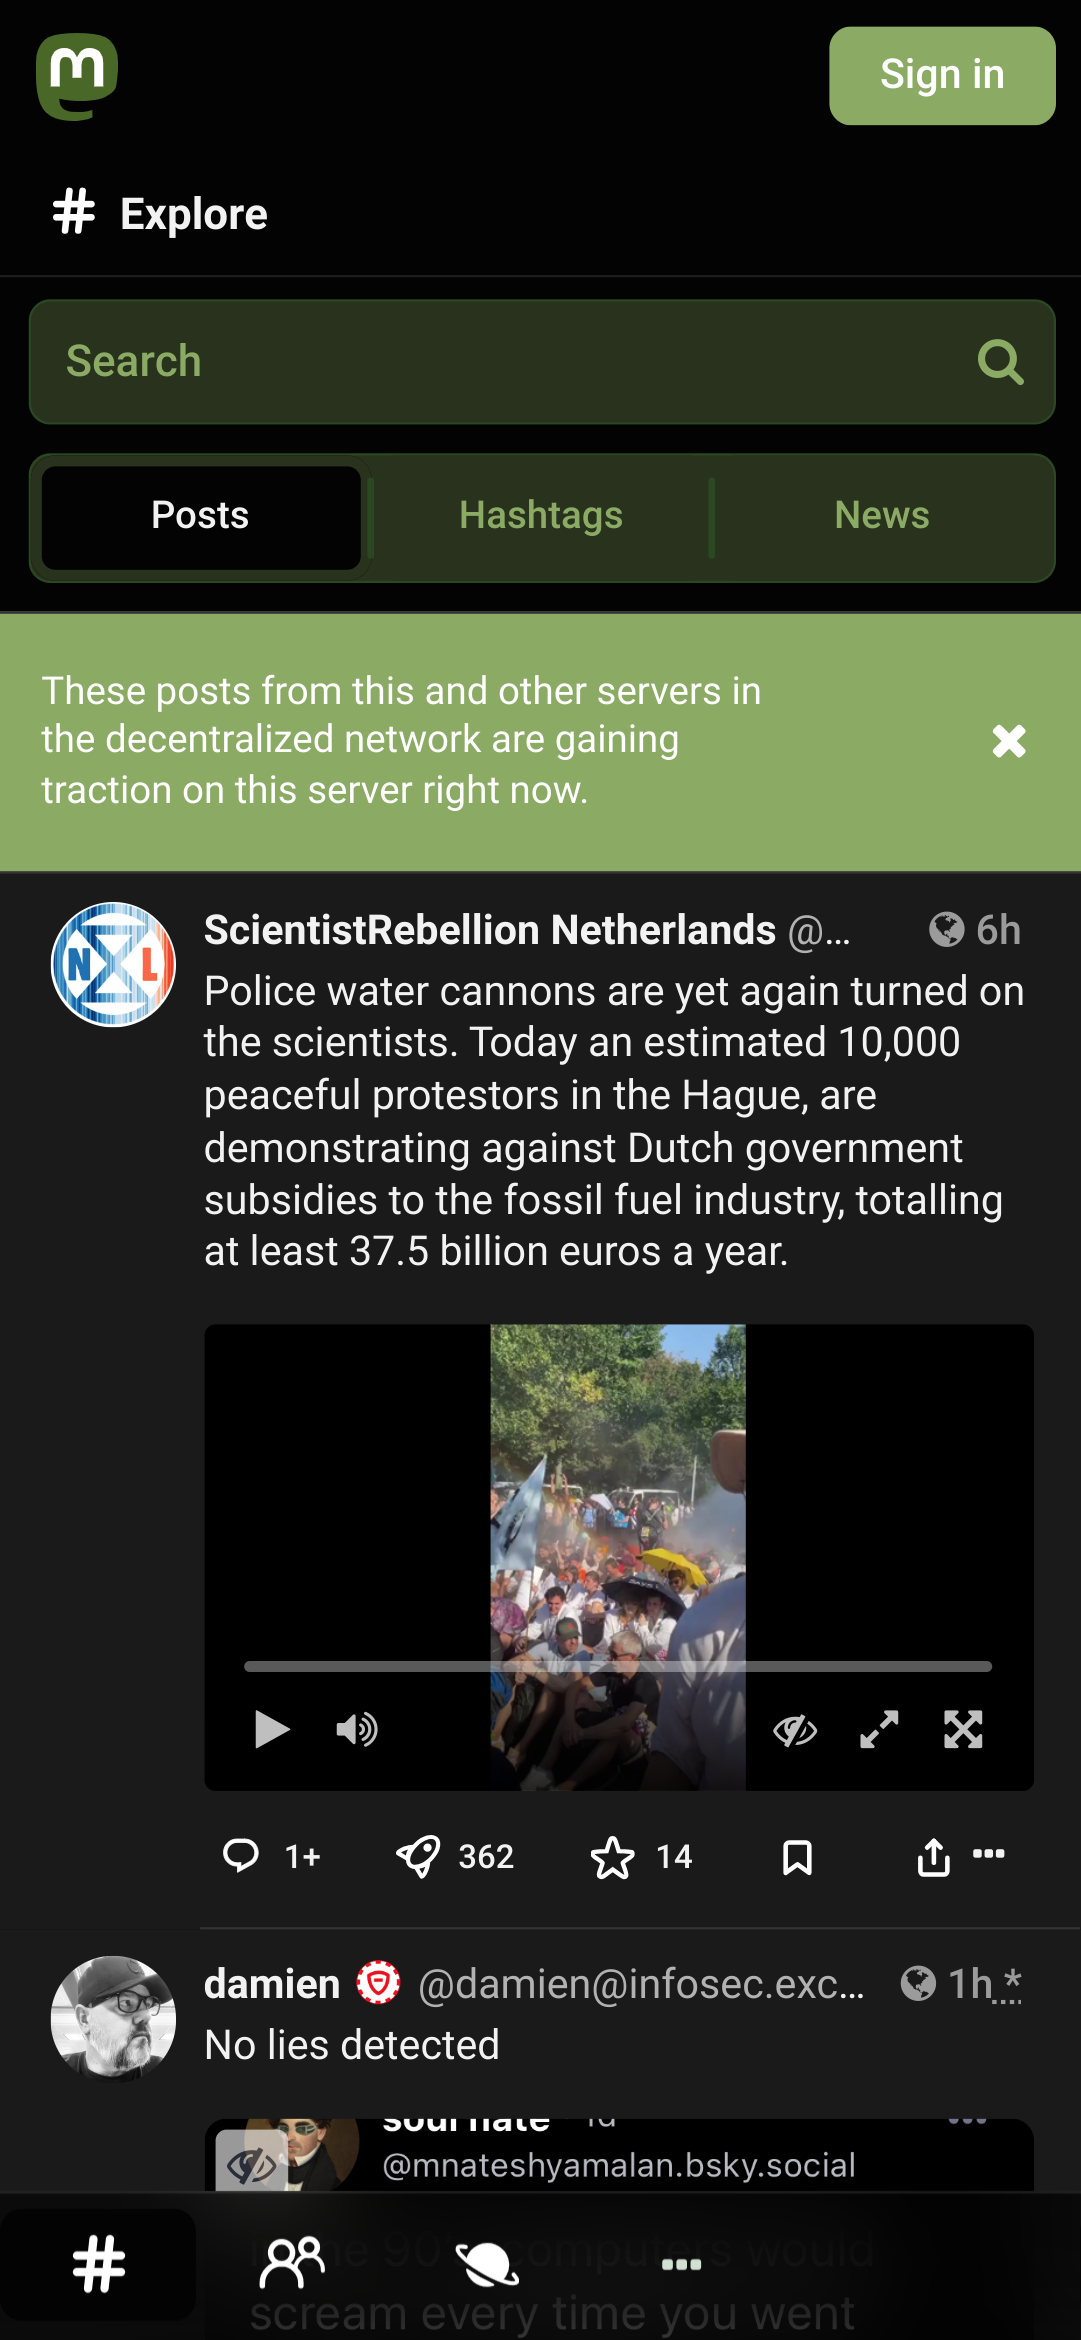 m
Sign in
# Explore
Search
Posts
Hashtags
News
These posts from this and other servers in
the decentralized network are gaining
traction on this server right now.
N L
ScientistRebellion Netherlands @... 6h
Police water cannons are yet again turned on
the scientists. Today an estimated 10,000
peaceful protestors in the Hague, are
demonstrating against Dutch government
subsidies to the fossil fuel industry, totalling
at least 37.5 billion euros a year.
1+ 362 14
damien @damien@infosec.exc... 1h *
No lies detected
soul nate 1d
@mnateshyamalan.bsky.social
computers would
scream every time you went
#